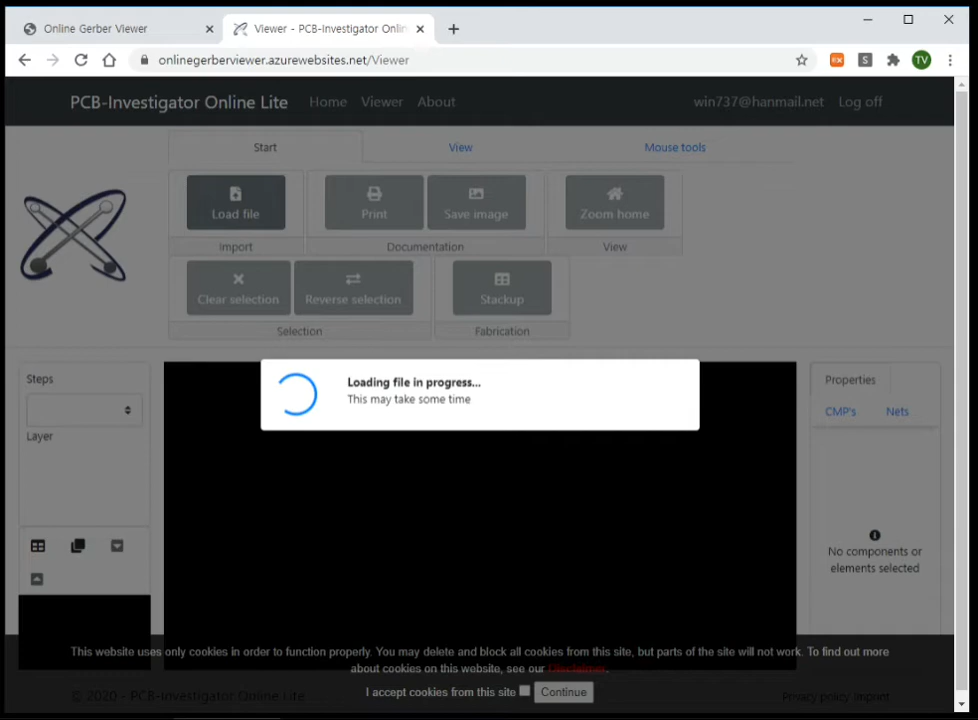 Online Gerber Viewer
Viewer - PCB-Investigator Onlin
onlinegerberviewer.azurewebsites.net/Viewer
EX
S
TV
PCB-Investigator Online Lite Home Viewer About win737@hanmail.net Log off
Start View Mouse tools
Load file Print Save image Zoom home
Import Documentation View
Clear selection Reverse selection Stackup
Selection Fabrication
Steps
Layer
Loading file in progress...
This may take some time
Properties
CMP's Nets
No components or
elements selected
This website uses only cookies in order to function properly. You may delete and block all cookies from this site, but parts of the site will not work. To find out more
about cookies on this website, see our Disclaimer.
I accept cookies from this site Continue
© 2020 - PCB-Investigator Online Lite Privacy policy Imprint